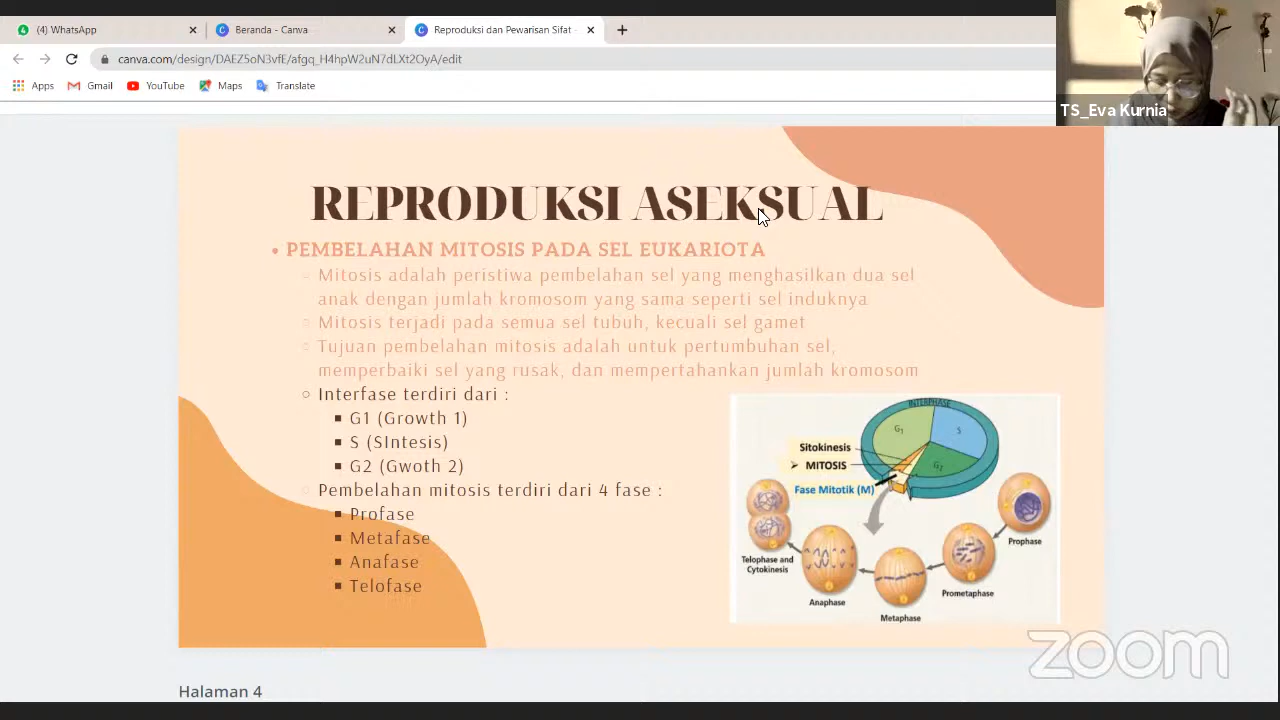 (4) WhatsApp
Beranda - Canva
Reproduksi dan Pewarisan Sifat -
canva.com/design/DAEZ5oN3vfE/afgq_H4hpW2uN7dLXt2OyA/edit
Apps
Gmail
YouTube
Maps
Translate
TS_Eva Kurnia
REPRODUKSI ASEKSUAL
PEMBELAHAN MITOSIS PADA SEL EUKARIOTA
Mitosis adalah peristiwa pembelahan sel yang menghasilkan dua sel
anak dengan jumlah kromosom yang sama seperti sel induknya
Mitosis terjadi pada semua sel tubuh, kecuali sel gamet
Tujuan pembelahan mitosis adalah untuk pertumbuhan sel,
memperbaiki sel yang rusak, dan mempertahankan jumlah kromosom
Interfase terdiri dari :
G1 (Growth 1)
S (SIntesis)
G2 (Gwoth 2)
Pembelahan mitosis terdiri dari 4 fase :
Profase
Metafase
Anafase
Telofase
INTERPHASE
G1
S
G2
Sitokinesis
MITOSIS
Fase Mitotik (M)
Prophase
Prometaphase
Metaphase
Anaphase
Telophase and
Cytokinesis
zoom
Halaman 4